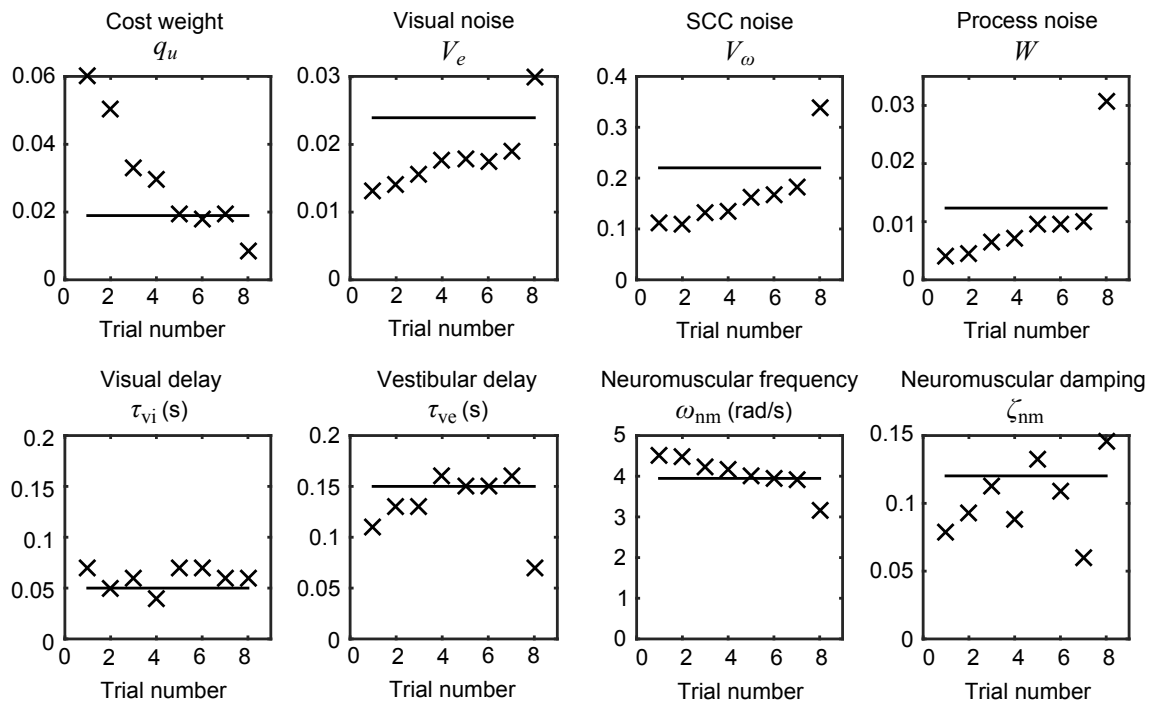 Cost weight
q_u
0.06
0.04
0.02
0
0 2 4 6 8
Trial number
Visual noise
V_e
0.03
0.02
0.01
0
0 2 4 6 8
Trial number
SCC noise
V_ω
0.4
0.3
0.2
0.1
0
0 2 4 6 8
Trial number
Process noise
W
0.03
0.02
0.01
0
0 2 4 6 8
Trial number
Visual delay
τ_vi (s)
0.2
0.15
0.1
0.05
0
0 2 4 6 8
Trial number
Vestibular delay
τ_ve (s)
0.2
0.15
0.1
0.05
0
0 2 4 6 8
Trial number
Neuromuscular frequency
ω_nm (rad/s)
5
4
3
2
1
0
0 2 4 6 8
Trial number
Neuromuscular damping
ζ_nm
0.15
0.1
0.05
0
0 2 4 6 8
Trial number